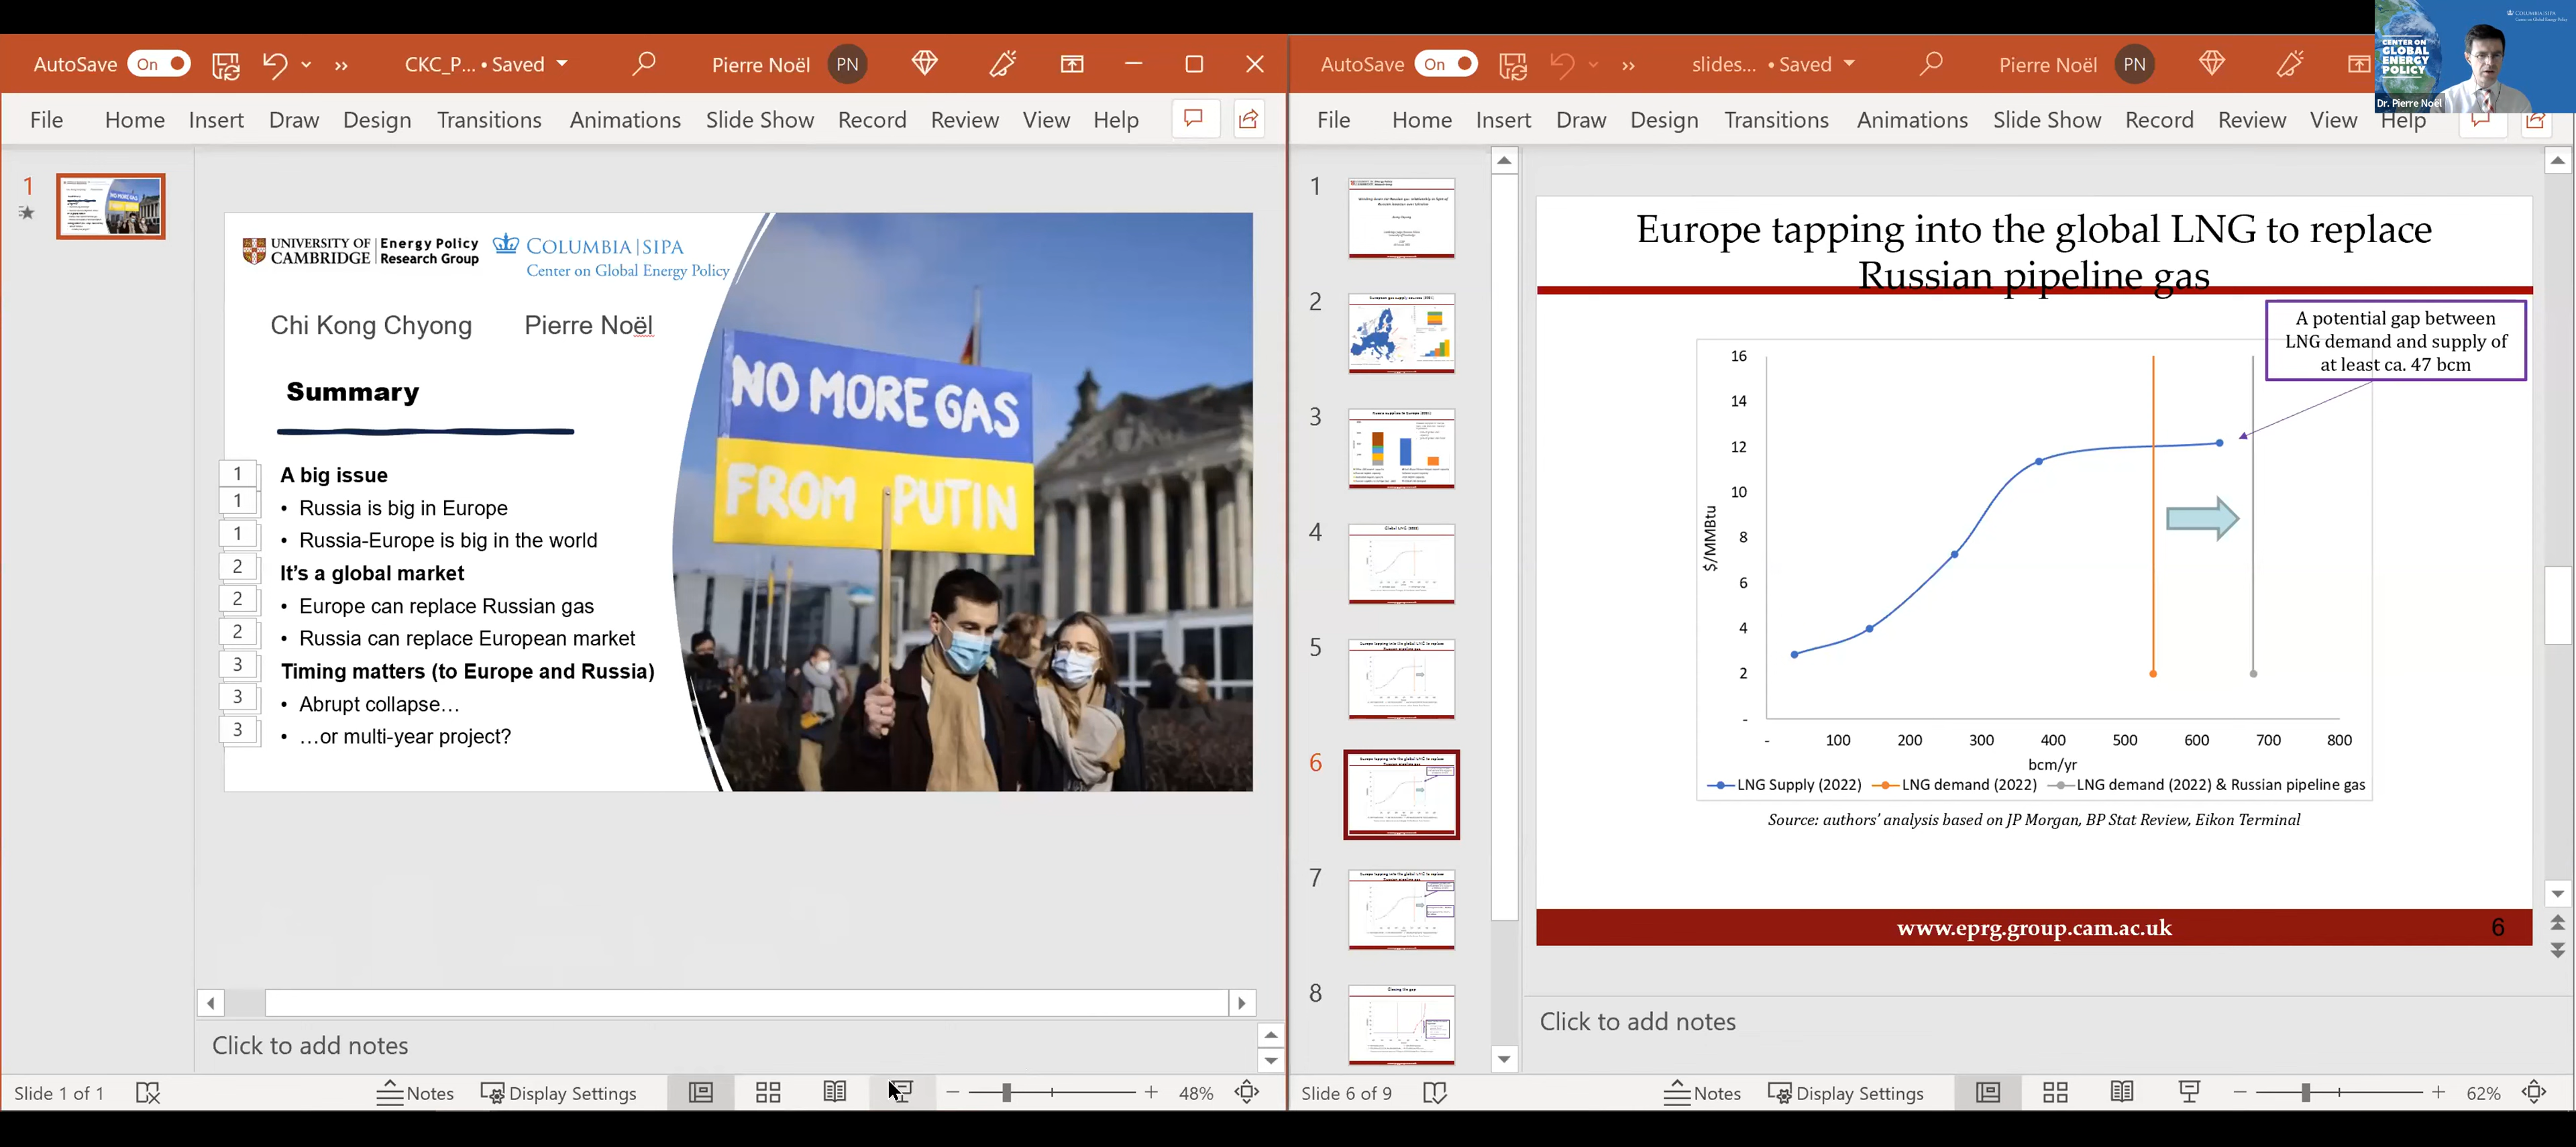 AutoSave On
CKC_P... • Saved
Pierre Noël PN
File Home Insert Draw Design Transitions Animations Slide Show Record Review View Help
1
UNIVERSITY OF CAMBRIDGE
Energy Policy Research Group
COLUMBIA | SIPA
Center on Global Energy Policy
Chi Kong Chyong Pierre Noël
Summary
1 A big issue
1 • Russia is big in Europe
1 • Russia-Europe is big in the world
2 It's a global market
2 • Europe can replace Russian gas
2 • Russia can replace European market
3 Timing matters (to Europe and Russia)
3 • Abrupt collapse…
3 • …or multi-year project?
NO MORE GAS
FROM PUTIN
Click to add notes
Slide 1 of 1 Notes Display Settings 48%
AutoSave On
slides... • Saved
Pierre Noël PN
CENTER ON
GLOBAL
ENERGY
POLICY
Dr. Pierre Noël
COLUMBIA | SIPA
File Home Insert Draw Design Transitions Animations Slide Show Record Review View Help
1
2
3
4
5
6
7
8
Europe tapping into the global LNG to replace
Russian pipeline gas
A potential gap between
LNG demand and supply of
at least ca. 47 bcm
16
14
12
10
8
6
4
2
-
$/MMBtu
- 100 200 300 400 500 600 700 800
bcm/yr
LNG Supply (2022) LNG demand (2022) LNG demand (2022) & Russian pipeline gas
Source: authors' analysis based on JP Morgan, BP Stat Review, Eikon Terminal
www.eprg.group.cam.ac.uk 6
Click to add notes
Slide 6 of 9 Notes Display Settings 62%